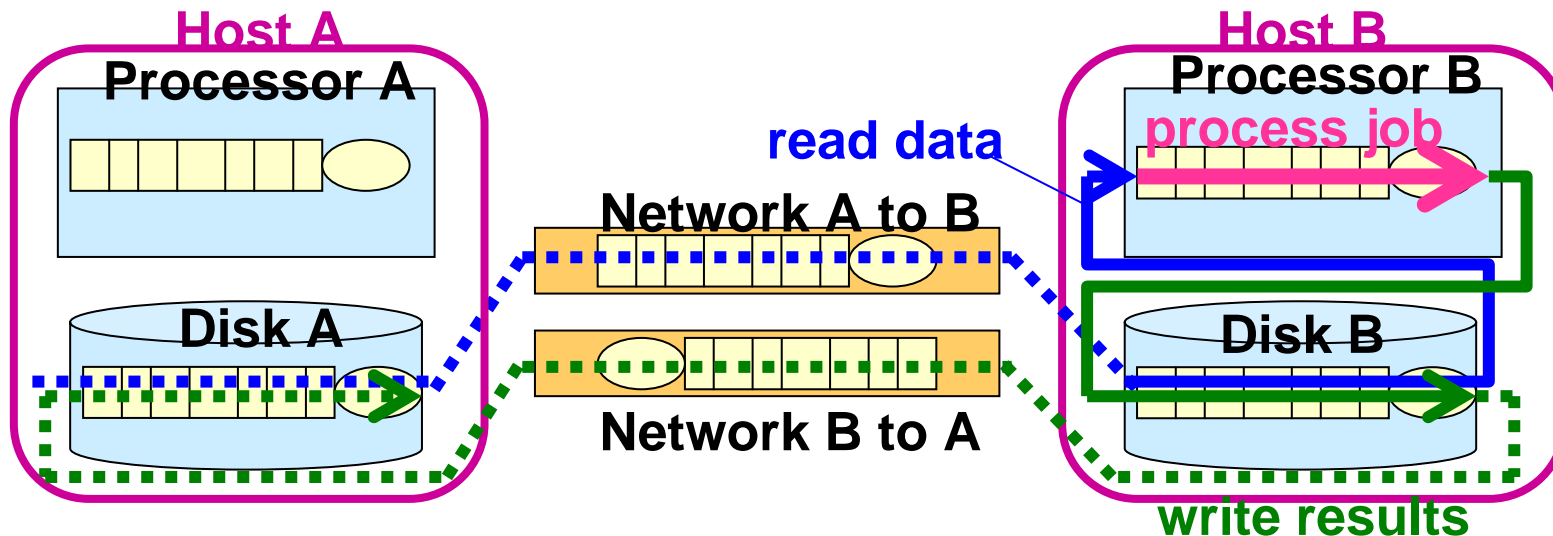 Host A
Host B
Processor A
Processor B
process job
read data
Network A to B
Disk A
Disk B
Network B to A
write results